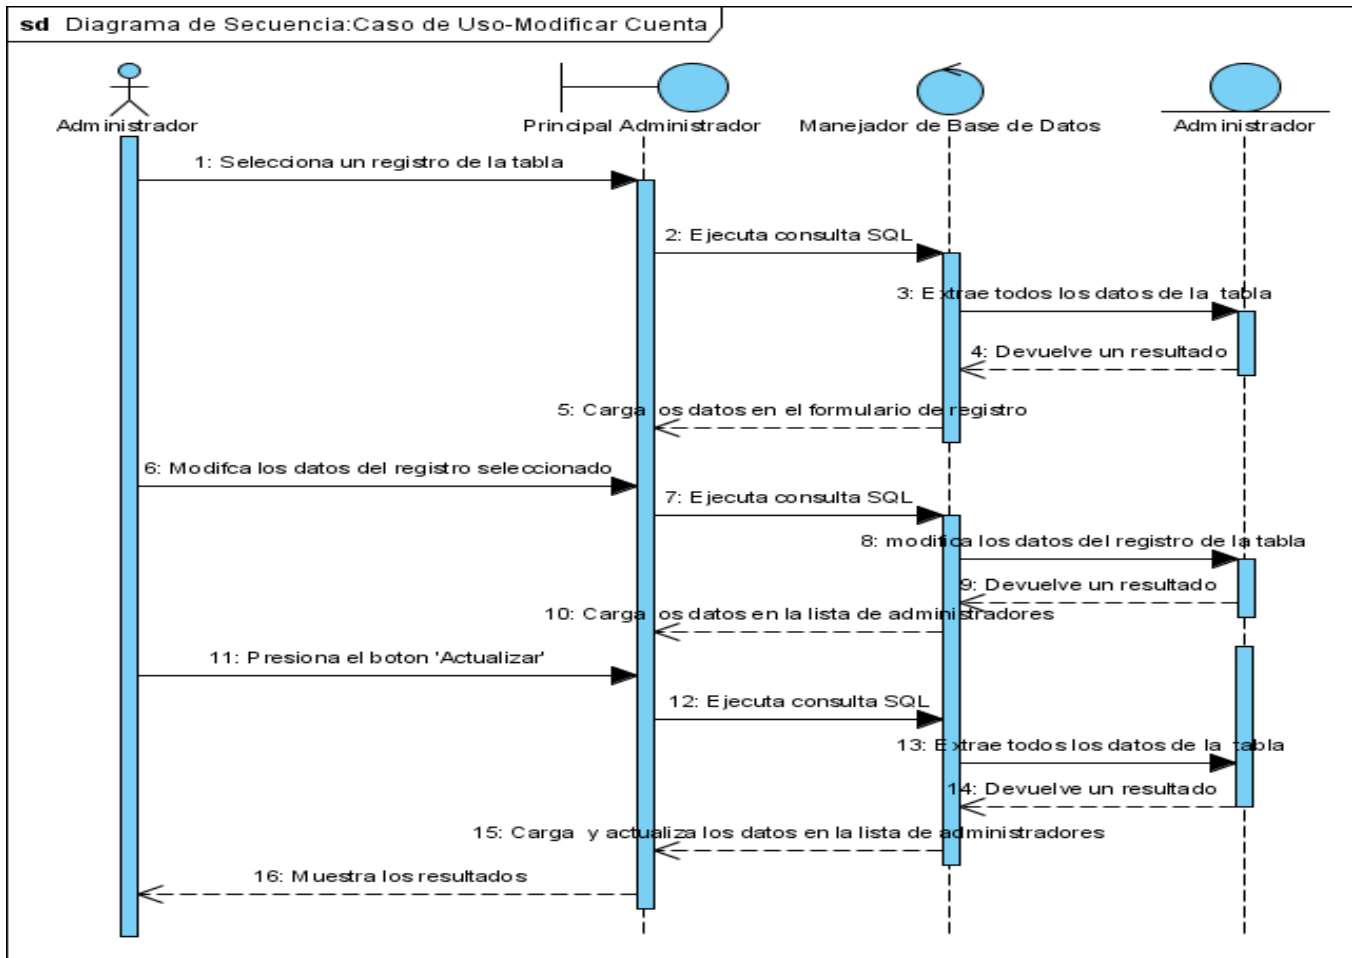 sd Diagrama de Secuencia:Caso de Uso-Modificar Cuenta
Administrador
Principal Administrador
Manejador de Base de Datos
Administrador
1: Selecciona un registro de la tabla
2: Ejecuta consulta SQL
3: Extrae todos los datos de la tabla
4: Devuelve un resultado
5: Carga los datos en el formulario de registro
6: Modifca los datos del registro seleccionado
7: Ejecuta consulta SQL
8: modifica los datos del registro de la tabla
9: Devuelve un resultado
10: Carga los datos en la lista de administradores
11: Presiona el boton 'Actualizar'
12: Ejecuta consulta SQL
13: Extrae todos los datos de la tabla
14: Devuelve un resultado
15: Carga y actualiza los datos en la lista de administradores
16: Muestra los resultados